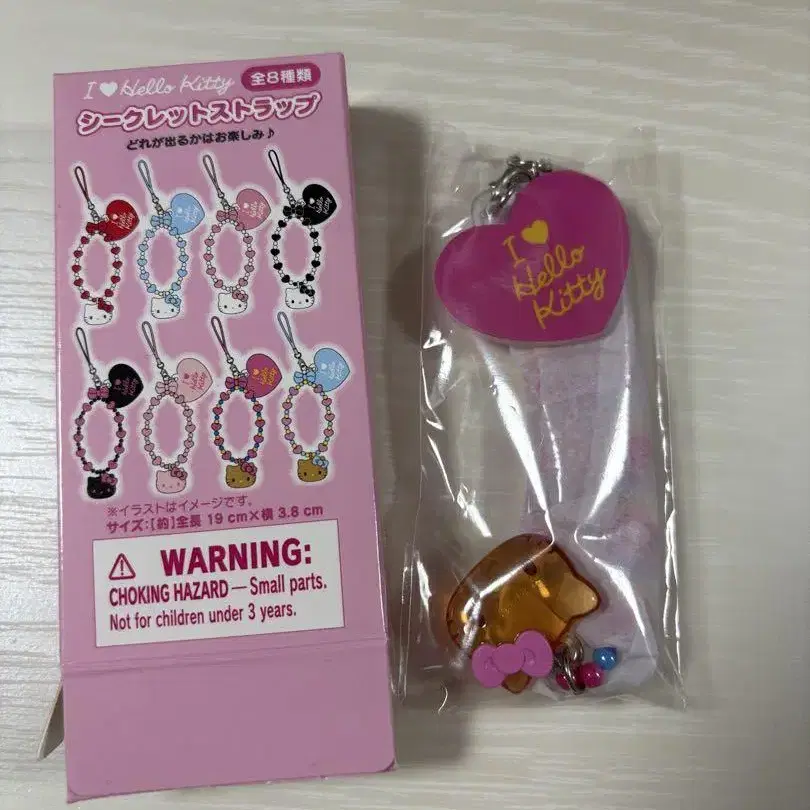 I ♥ Hello Kitty 全8種類
シークレットストラップ
どれが出るかはお楽しみ♪
※イラストはイメージです。
サイズ:[約]全長 19 cm×横 3.8 cm
⚠ WARNING:
CHOKING HAZARD — Small parts.
Not for children under 3 years.
I ♥
Hello
Kitty